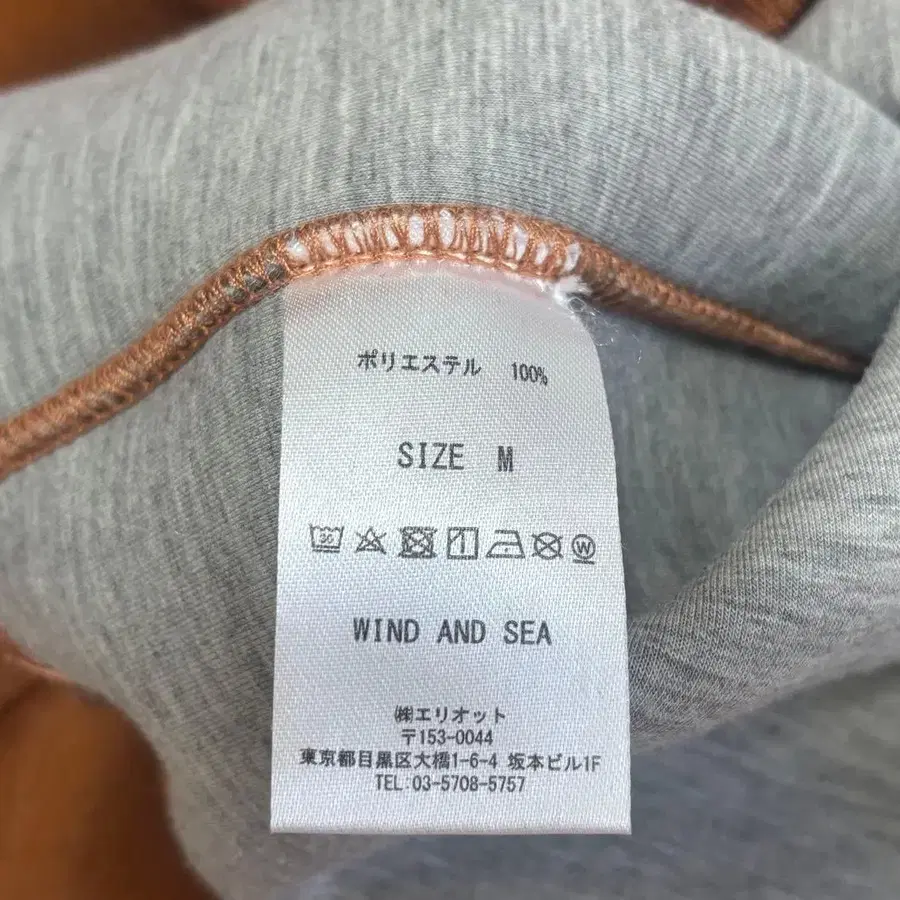 ポリエステル 100%
SIZE M
30 W
WIND AND SEA
㈱エリオット
〒153-0044
東京都目黒区大橋1-6-4 坂本ビル1F
TEL:03-5708-5757